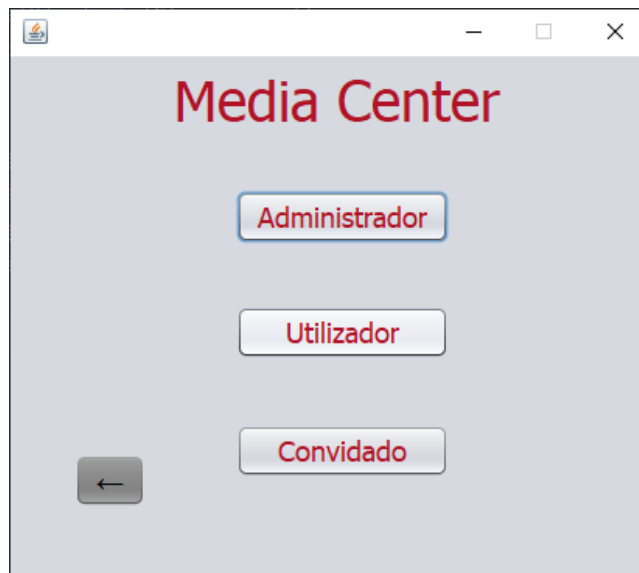 Media Center
Administrador
Utilizador
Convidado
←